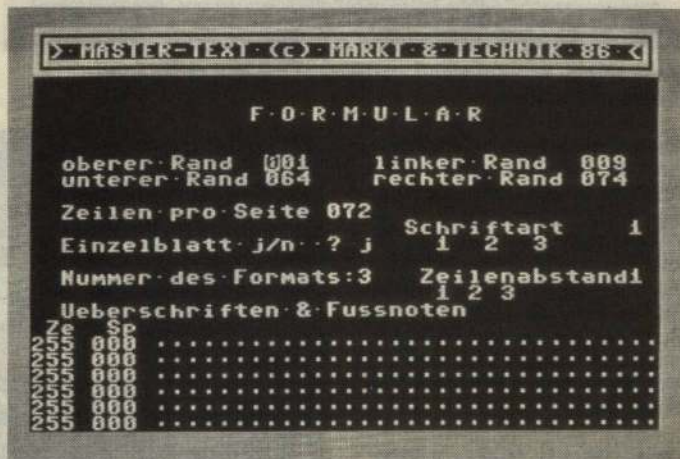 > MASTER-TEXT (c) MARKT & TECHNIK 86 <
F·O·R·M·U·L·A·R
oberer·Rand 001 linker·Rand 009
unterer·Rand 064 rechter·Rand 074
Zeilen·pro·Seite 072
Schriftart 1
Einzelblatt·j/n··? j 1 2 3
Nummer·des·Formats:3 Zeilenabstand1
1 2 3
Ueberschriften·&·Fussnoten
Ze Sp
255 000 ································
255 000 ································
255 000 ································
255 000 ································
255 000 ································
255 000 ································